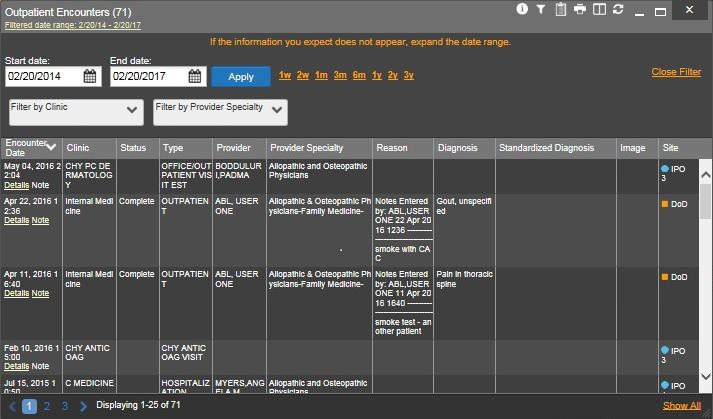 Outpatient Encounters (71)
Filtered date range: 2/20/14 - 2/20/17
If the information you expect does not appear, expand the date range.
Start date: End date:
02/20/2014 02/20/2017 Apply 1w 2w 1m 3m 6m 1y 2y 3y Close Filter
Filter by Clinic Filter by Provider Specialty
Encounter Date Clinic Status Type Provider Provider Specialty Reason Diagnosis Standardized Diagnosis Image Site
May 04, 2016 2
2:04
Details Note
CHY PC DE
RMATOLOG
Y
OFFICE/OUT
PATIENT VIS
IT EST
BODDULUR
I,PADMA
Allopathic and Osteopathic
Physicians
IPO
3
Apr 22, 2016 1
2:36
Details Note
Internal Medi
cine
Complete
OUTPATIEN
T
ABL, USER
ONE
Allopathic & Osteopathic Ph
ysicians-Family Medicine-
Notes Entered
by: ABL,USER
ONE 22 Apr 20
16 1236 ---------
---------------------
smoke with CA
C
Gout, unspecifi
ed
DoD
Apr 11, 2016 1
6:40
Details Note
Internal Medi
cine
Complete
OUTPATIEN
T
ABL, USER
ONE
Allopathic & Osteopathic Ph
ysicians-Family Medicine-
Notes Entered
by: ABL,USER
ONE 11 Apr 20
16 1640 ---------
---------------------
smoke test - an
other patient
Pain in thoracic
spine
DoD
Feb 10, 2016 1
5:00
Details Note
CHY ANTIC
OAG
CHY ANTIC
OAG VISIT
IPO
3
Jul 15, 2015 1
0:50
C MEDICINE
HOSPITALIZ
ATION
MYERS,ANG
ELA M
Allopathic and Osteopathic
Physicians
IPO
1 2 3 Displaying 1-25 of 71 Show All